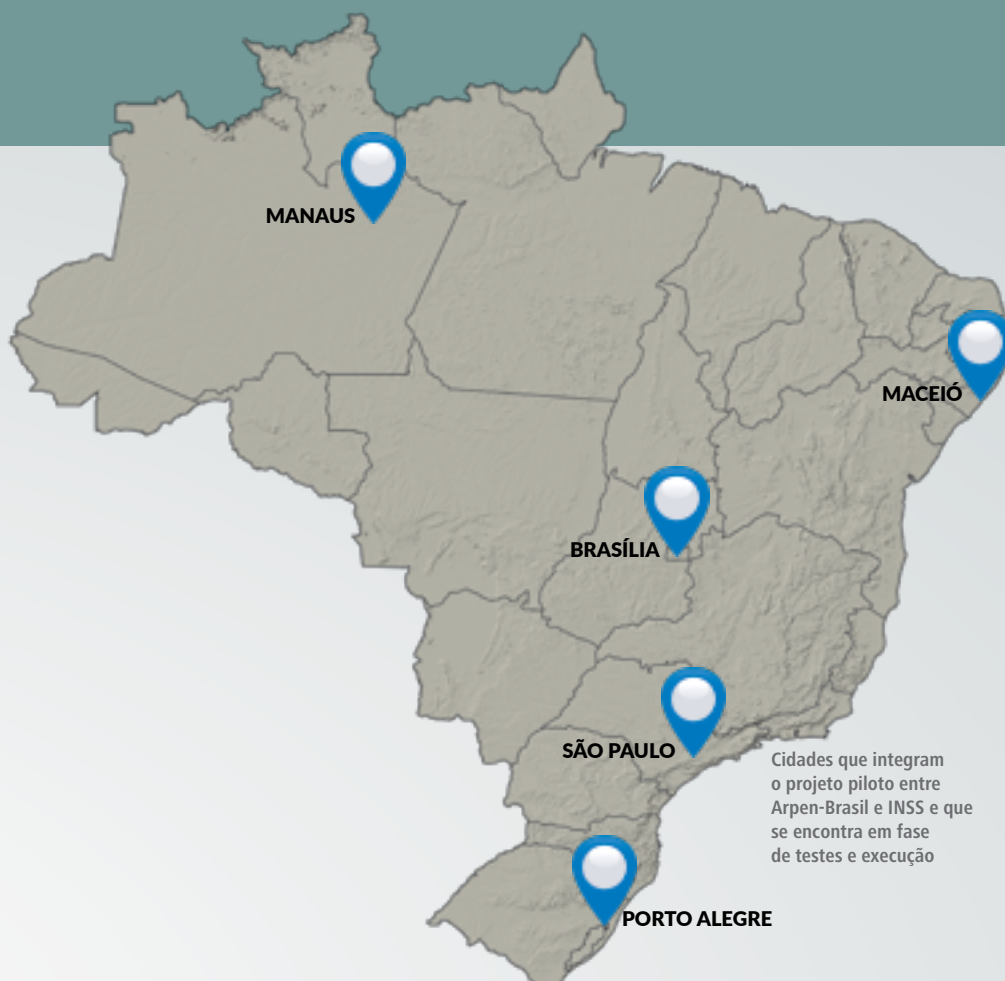 MANAUS
MACEIÓ
BRASÍLIA
SÃO PAULO
Cidades que integram
o projeto piloto entre
Arpen-Brasil e INSS e que
se encontra em fase
de testes e execução
PORTO ALEGRE